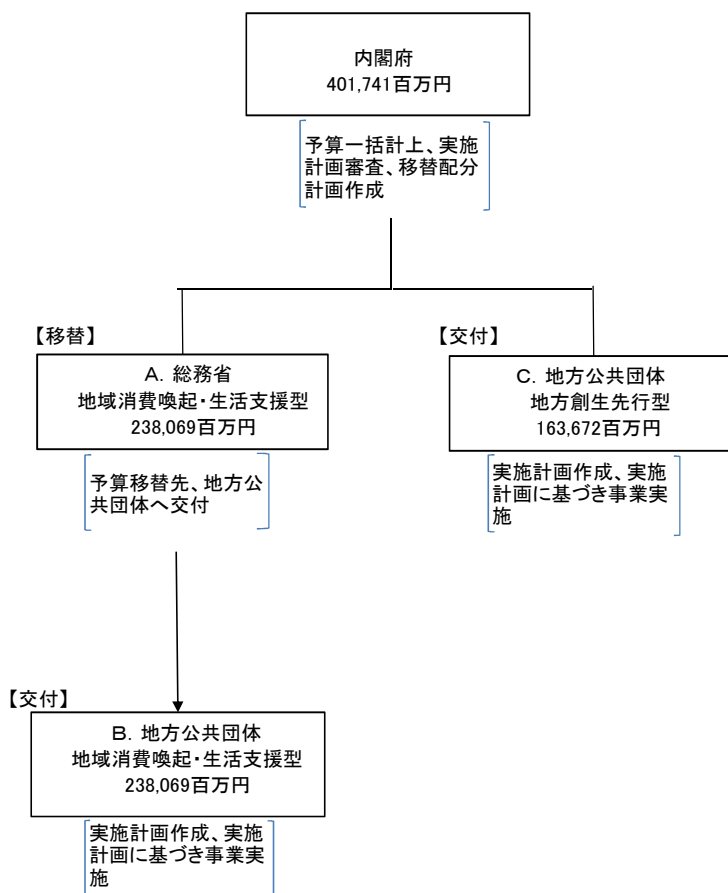 内閣府
401,741百万円
予算一括計上、実施
計画審査、移替配分
計画作成
【移替】
A. 総務省
地域消費喚起・生活支援型
238,069百万円
予算移替先、地方公
共団体へ交付
【交付】
C. 地方公共団体
地方創生先行型
163,672百万円
実施計画作成、実施
計画に基づき事業実
施
【交付】
B. 地方公共団体
地域消費喚起・生活支援型
238,069百万円
実施計画作成、実施
計画に基づき事業実
施